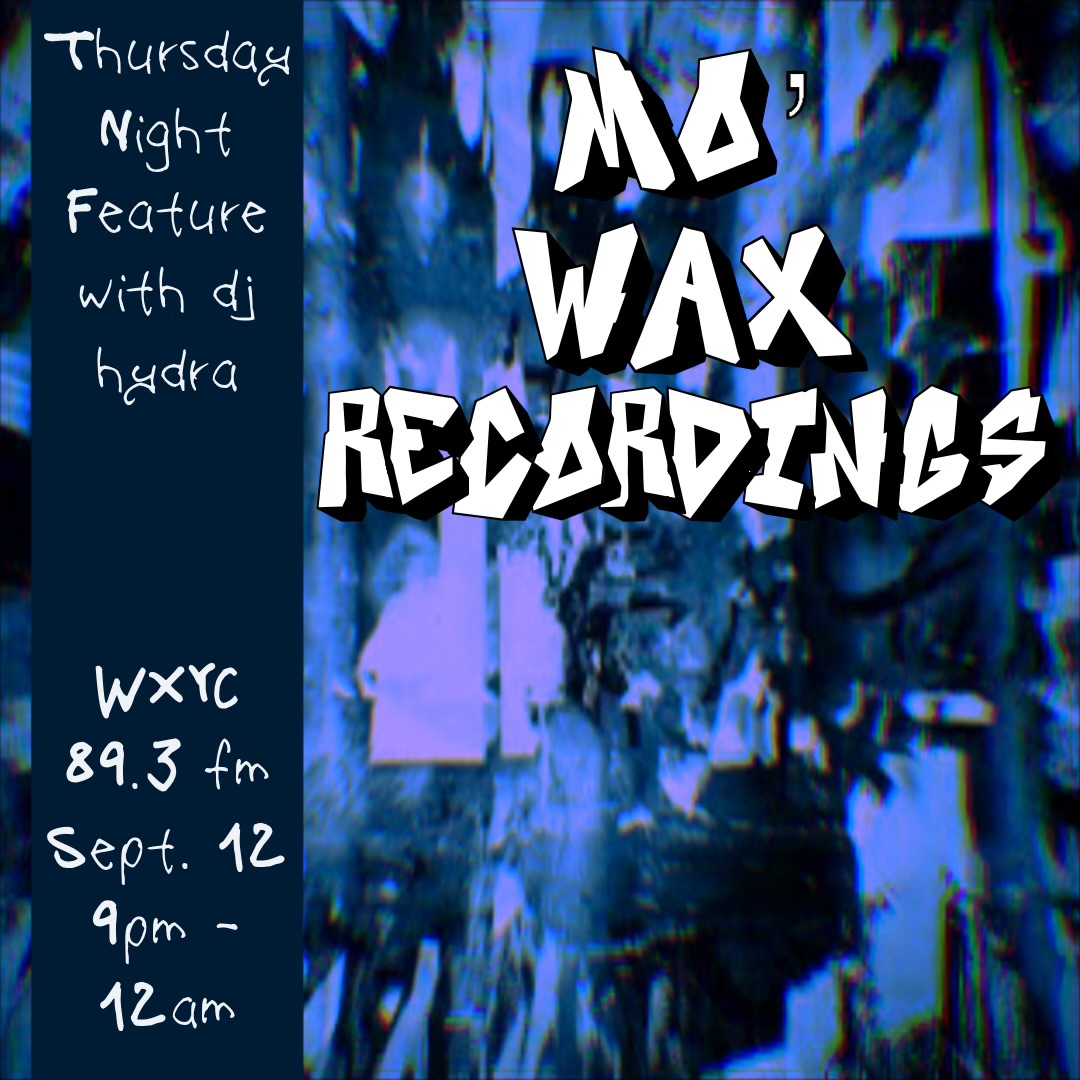 Thursday
Night
Feature
with dj
hydra
WXYC
89.3 fm
Sept. 12
9pm -
12am
MO'
WAX
RECORDINGS